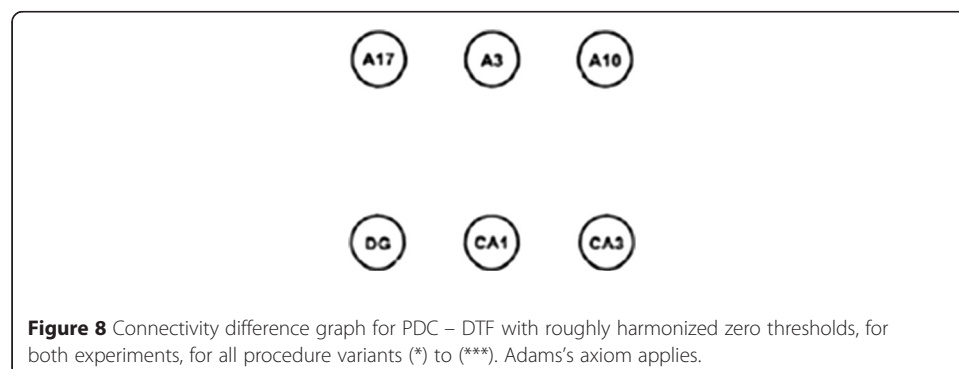 A17 A3 A10
DG CA1 CA3
Figure 8 Connectivity difference graph for PDC – DTF with roughly harmonized zero thresholds, for
both experiments, for all procedure variants (*) to (***). Adams's axiom applies.